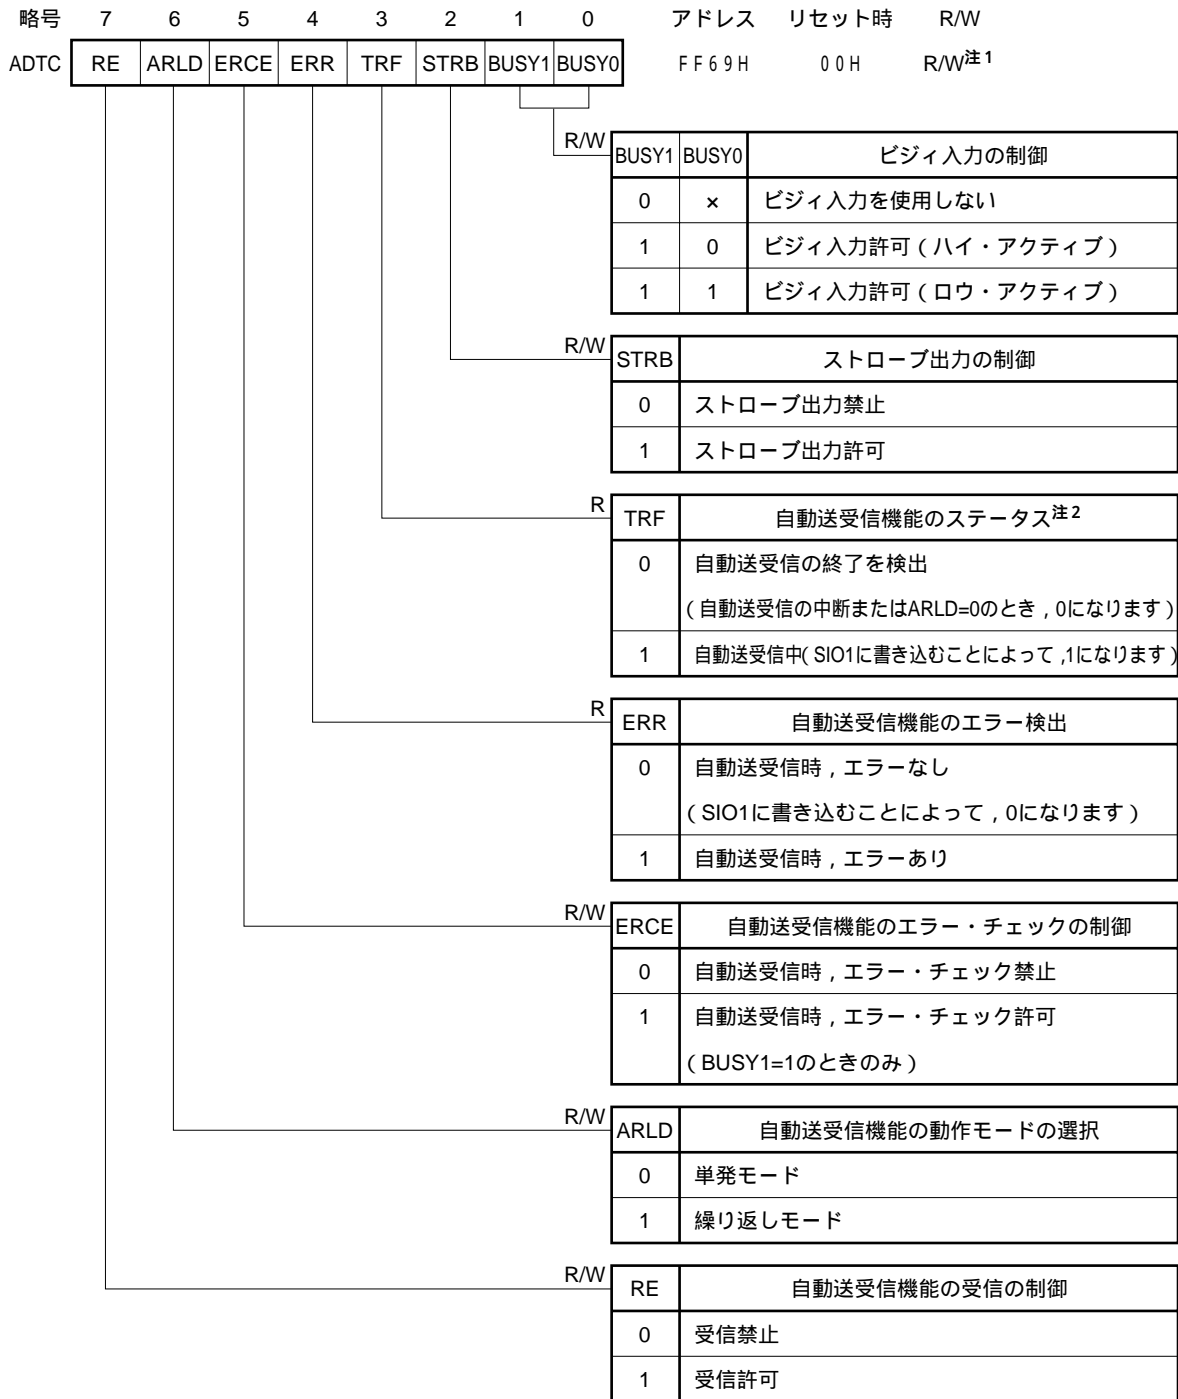 略号 7 6 5 4 3 2 1 0 アドレス リセット時 R/W
ADTC RE ARLD ERCE ERR TRF STRB BUSY1 BUSY0 FF69H 00H R/W注1
R/W BUSY1 BUSY0 ビジィ入力の制御
0 × ビジィ入力を使用しない
1 0 ビジィ入力許可(ハイ・アクティブ)
1 1 ビジィ入力許可(ロウ・アクティブ)
R/W STRB ストローブ出力の制御
0 ストローブ出力禁止
1 ストローブ出力許可
R TRF 自動送受信機能のステータス注2
0 自動送受信の終了を検出
(自動送受信の中断またはARLD=0のとき,0になります)
1 自動送受信中(SIO1に書き込むことによって,1になります)
R ERR 自動送受信機能のエラー検出
0 自動送受信時,エラーなし
(SIO1に書き込むことによって,0になります)
1 自動送受信時,エラーあり
R/W ERCE 自動送受信機能のエラー・チェックの制御
0 自動送受信時,エラー・チェック禁止
1 自動送受信時,エラー・チェック許可
(BUSY1=1のときのみ)
R/W ARLD 自動送受信機能の動作モードの選択
0 単発モード
1 繰り返しモード
R/W RE 自動送受信機能の受信の制御
0 受信禁止
1 受信許可